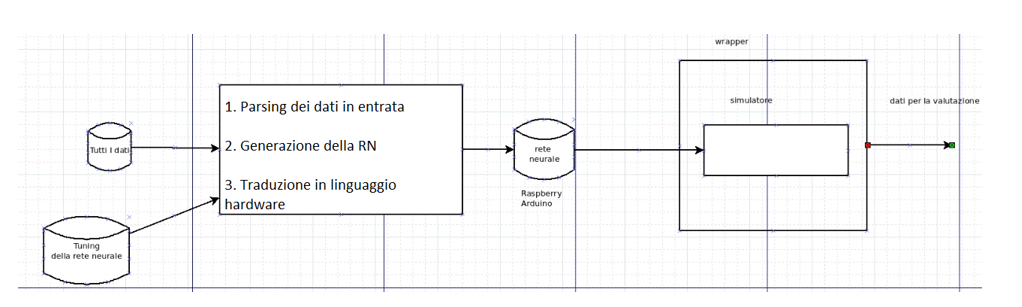 wrapper
simulatore
dati per la valutazione
1. Parsing dei dati in entrata
2. Generazione della RN
3. Traduzione in linguaggio
hardware
Tutti I dati
Tuning
della rete neurale
rete
neurale
Raspberry
Arduino